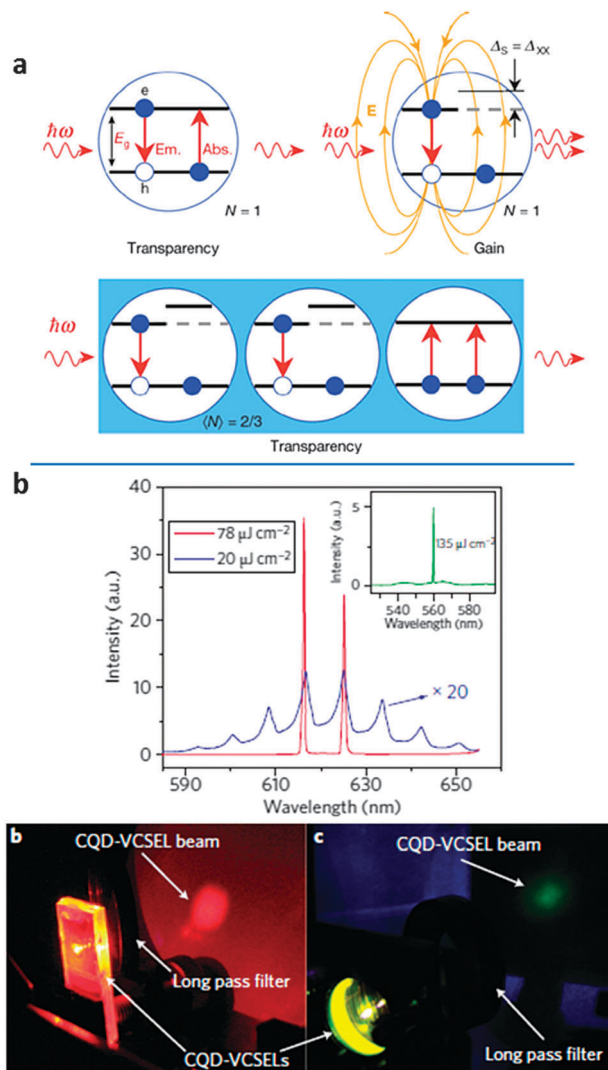 a
e
h
ħω
E_g
Em.
Abs.
N = 1
Transparency
ħω
E
Δ_S = Δ_XX
N = 1
Gain
ħω
⟨N⟩ = 2/3
Transparency
b
40
30
20
10
0
Intensity (a.u.)
78 μJ cm⁻²
20 μJ cm⁻²
× 20
590
610
630
650
Wavelength (nm)
5
0
Intensity (a.u.)
135 μJ cm⁻²
540
560
580
Wavelength (nm)
b
CQD-VCSEL beam
Long pass filter
CQD-VCSELs
c
CQD-VCSEL beam
Long pass filter